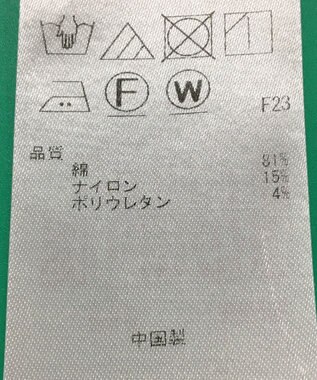 F W F23
品質
綿 81%
ナイロン 15%
ポリウレタン 4%
中国製